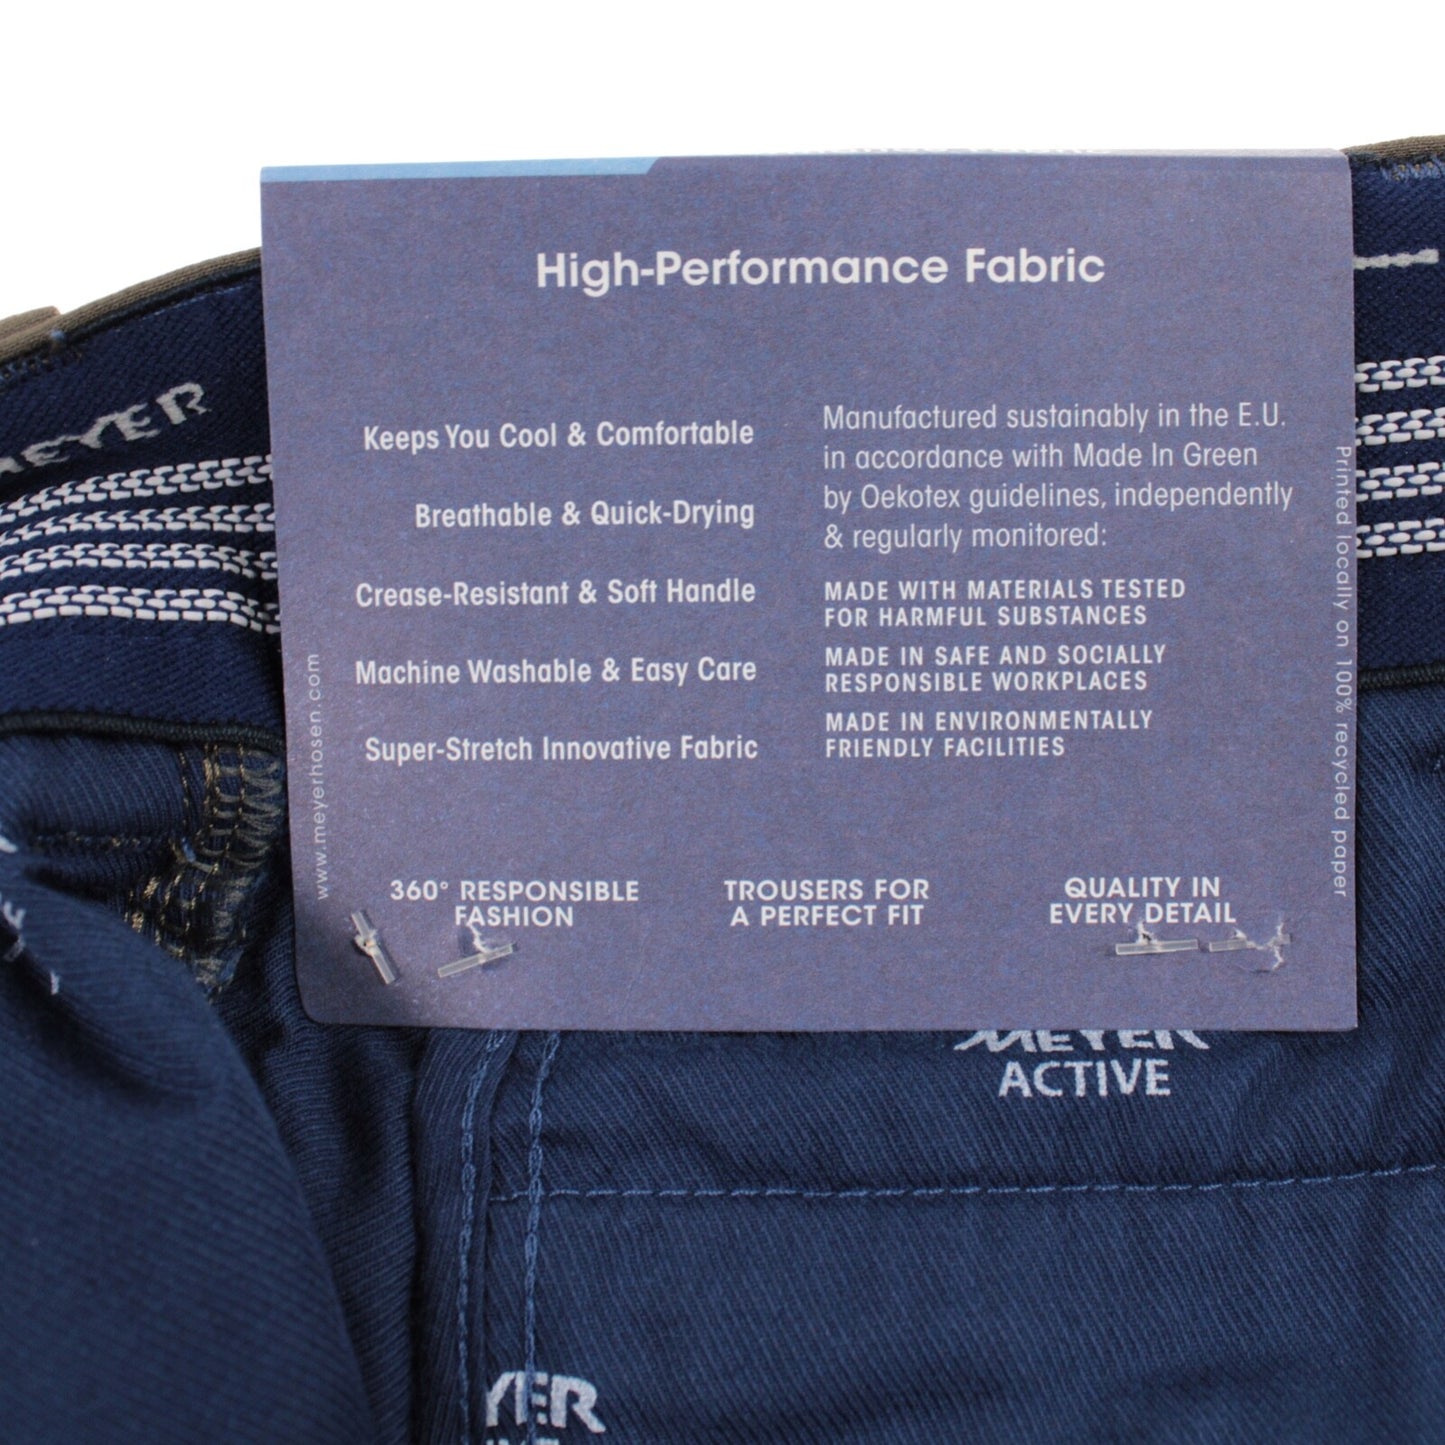 High-Performance Fabric
Keeps You Cool & Comfortable
Breathable & Quick-Drying
Crease-Resistant & Soft Handle
Machine Washable & Easy Care
Super-Stretch Innovative Fabric
Manufactured sustainably in the E.U.
in accordance with Made In Green
by Oekotex guidelines, independently
& regularly monitored:
MADE WITH MATERIALS TESTED
FOR HARMFUL SUBSTANCES
MADE IN SAFE AND SOCIALLY
RESPONSIBLE WORKPLACES
MADE IN ENVIRONMENTALLY
FRIENDLY FACILITIES
360° RESPONSIBLE
FASHION
TROUSERS FOR
A PERFECT FIT
QUALITY IN
EVERY DETAIL
www.meyerhosen.com
Printed locally on 100% recycled paper
MEYER
MEYER
ACTIVE
YER